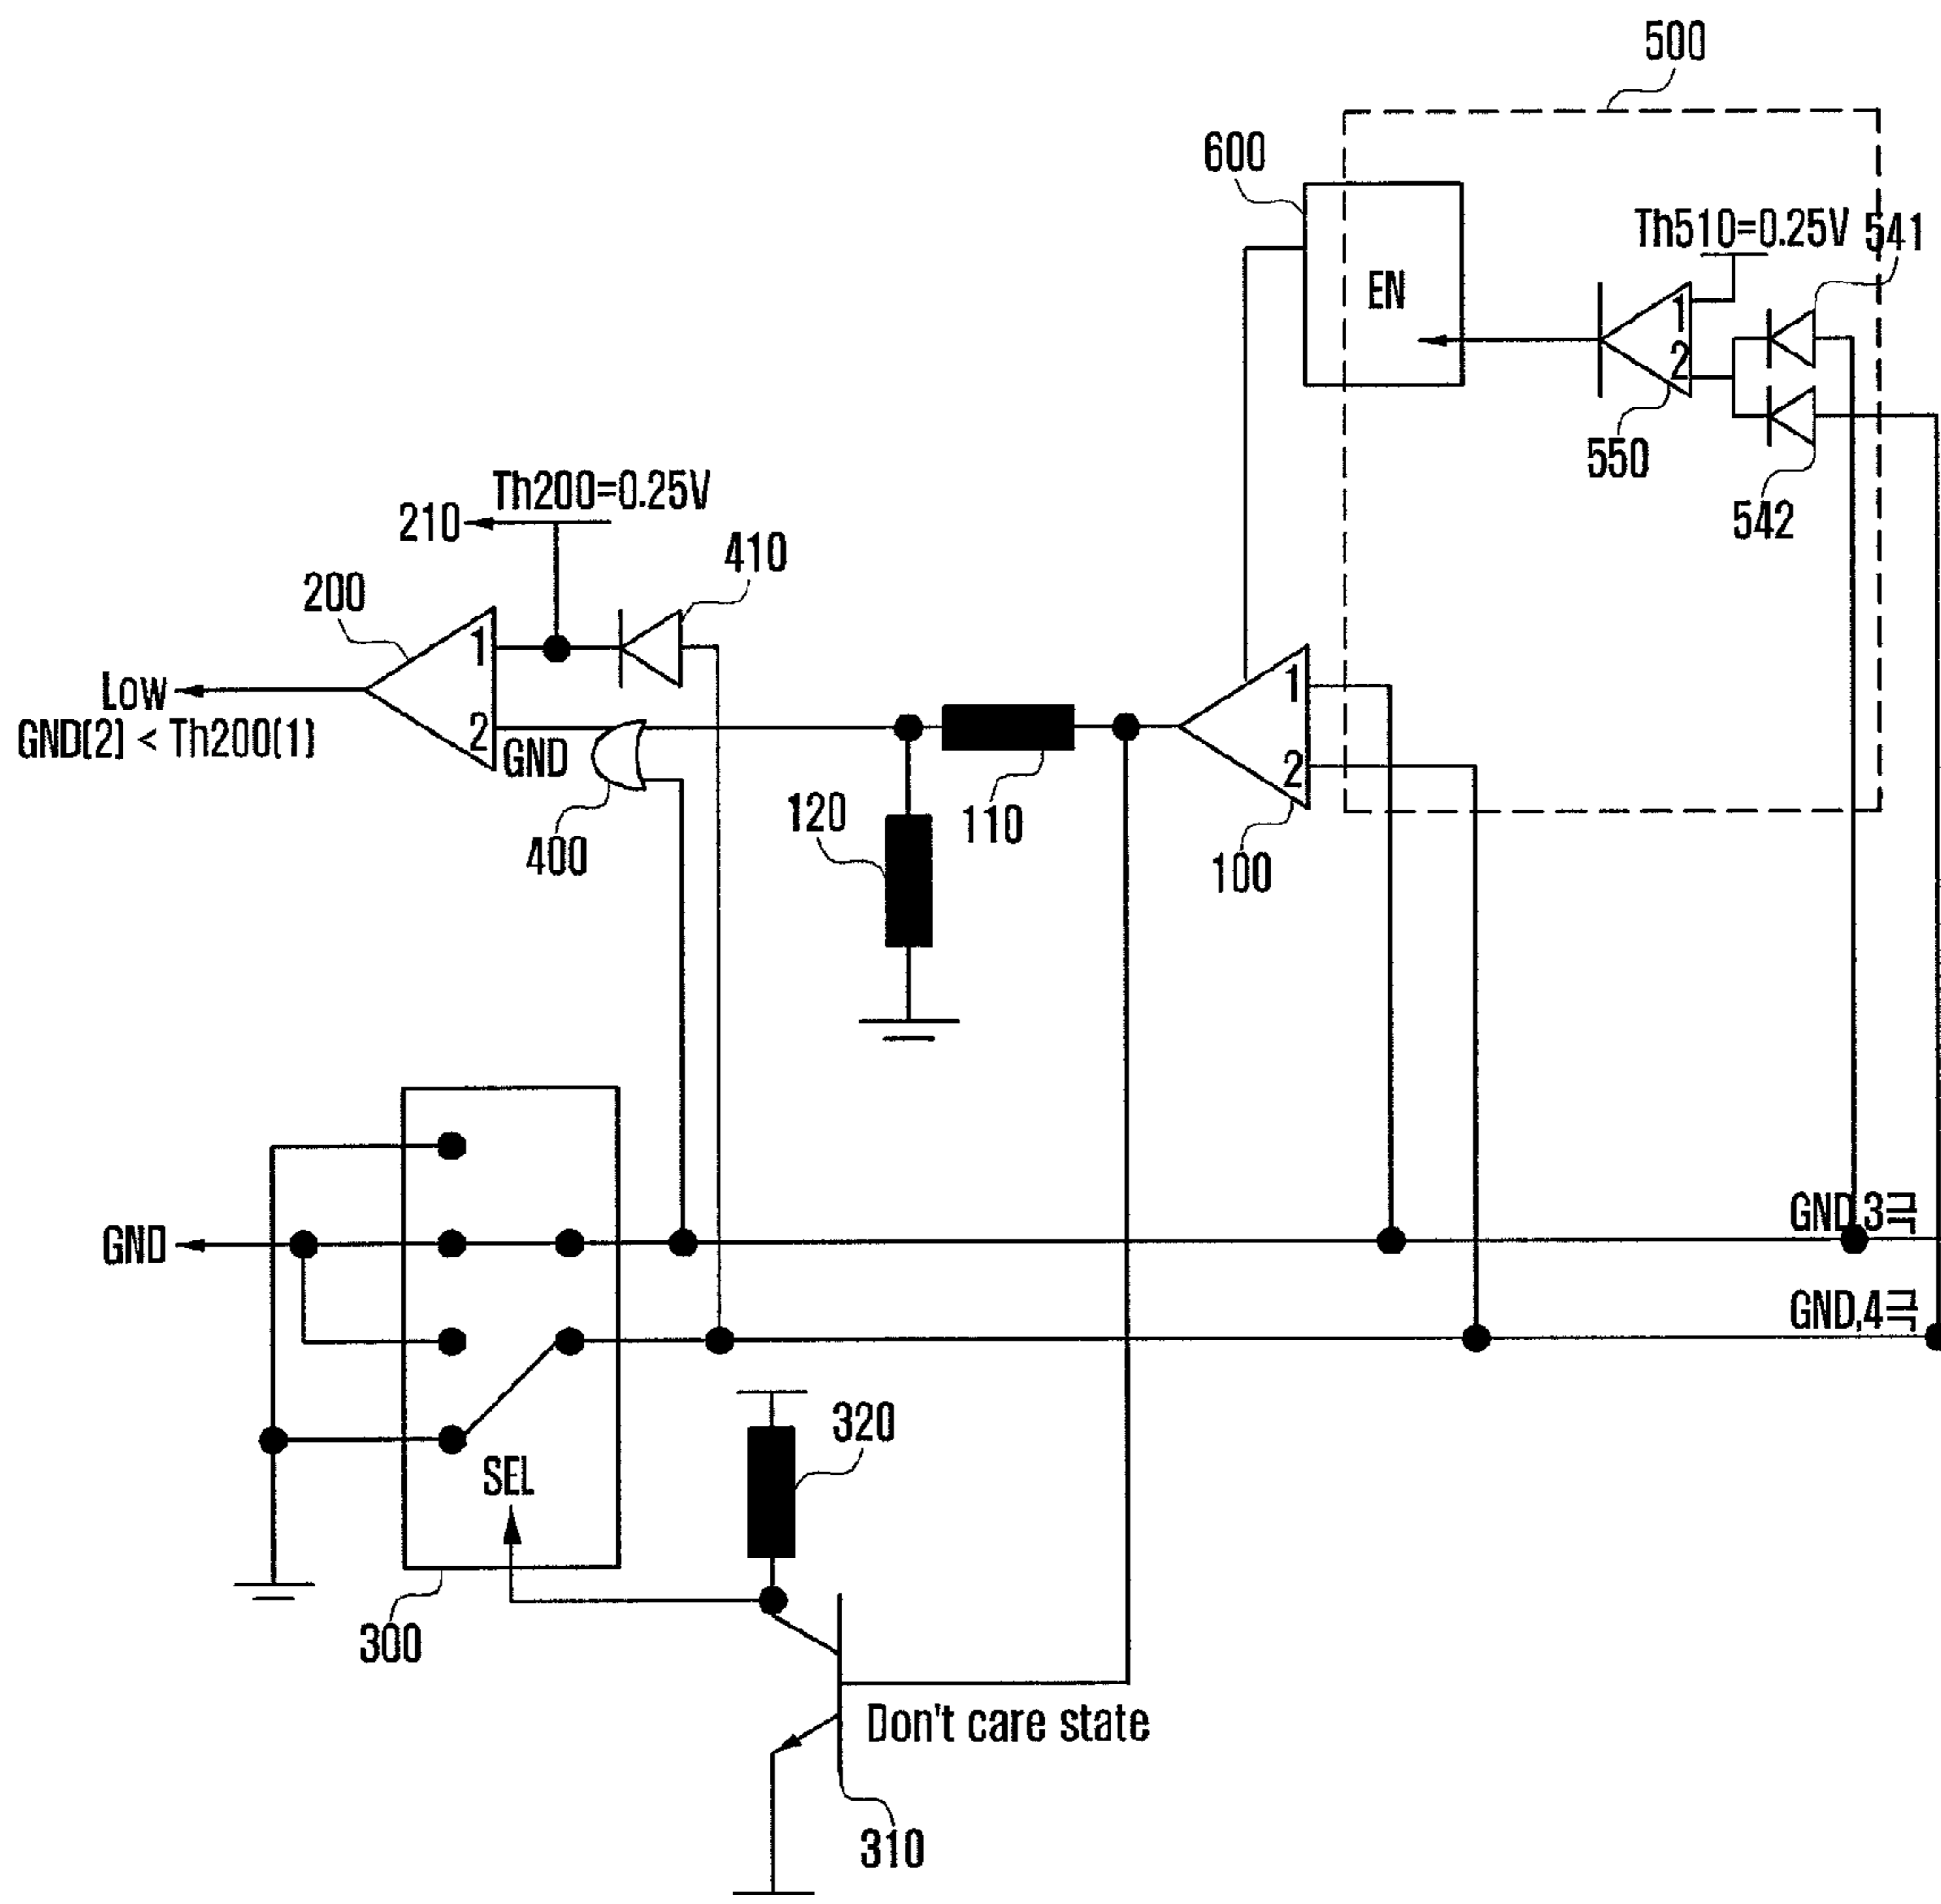 500
600
Th510=0.25V
541
EN
1
2
550
542
Th200=0.25V
210
410
200
1
2
Low
GND(2) < Th200(1)
GND
400
120
110
1
2
100
GND
GND,3극
GND,4극
SEL
320
300
Don't care state
310